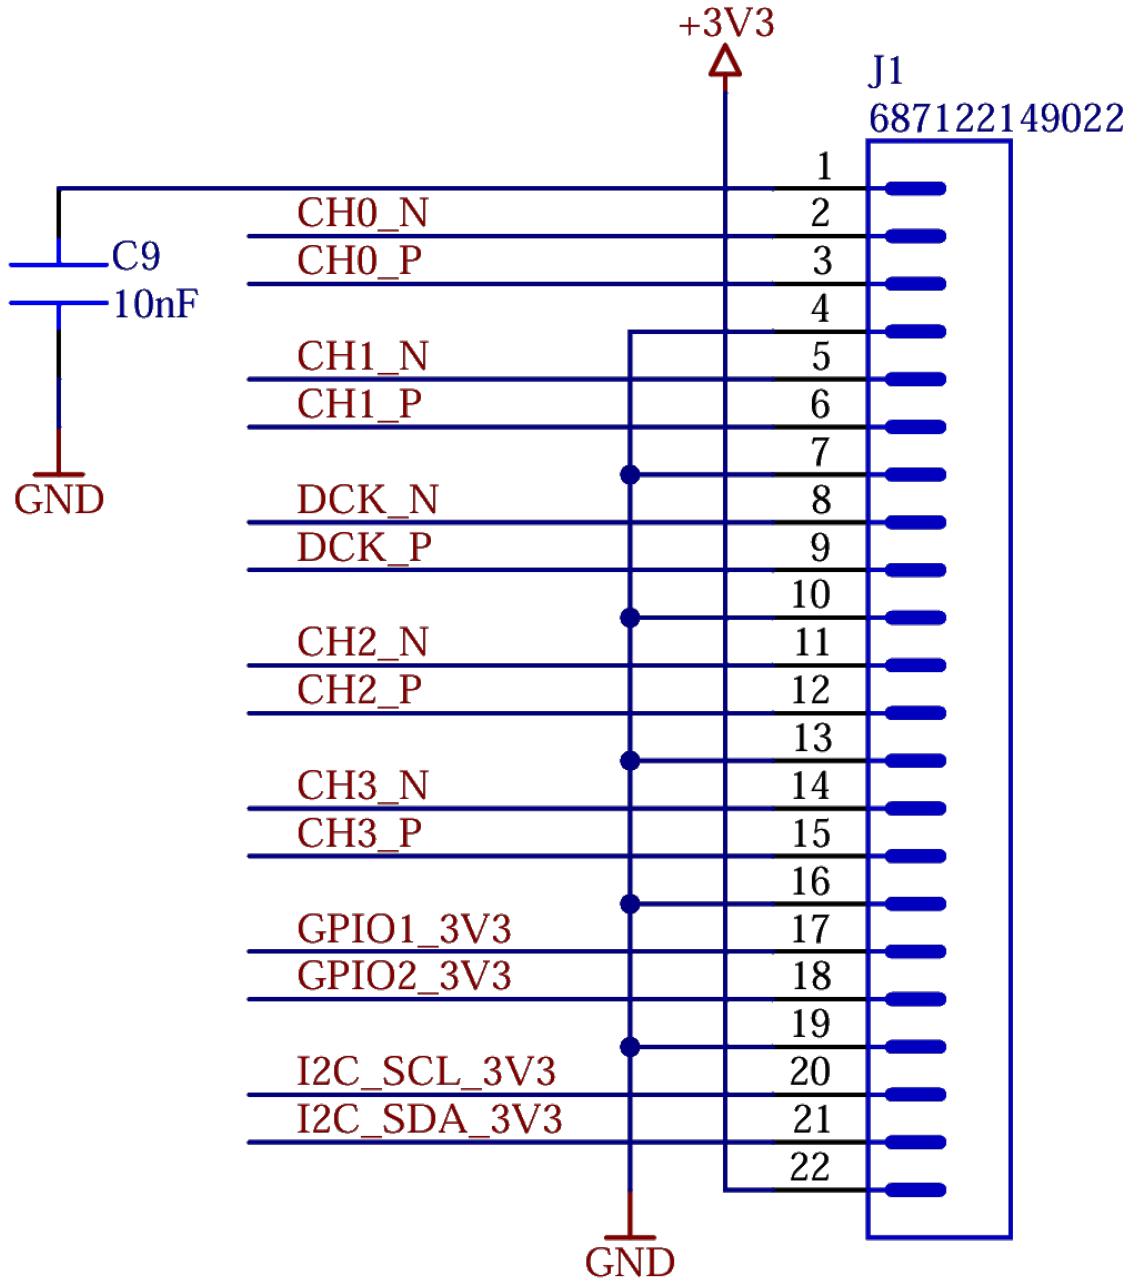 +3V3
J1
687122149022
1
CH0_N
2
CH0_P
3
C9
10nF
4
CH1_N
5
CH1_P
6
7
GND
DCK_N
8
DCK_P
9
10
CH2_N
11
CH2_P
12
13
CH3_N
14
CH3_P
15
16
GPIO1_3V3
17
GPIO2_3V3
18
19
I2C_SCL_3V3
20
I2C_SDA_3V3
21
22
GND